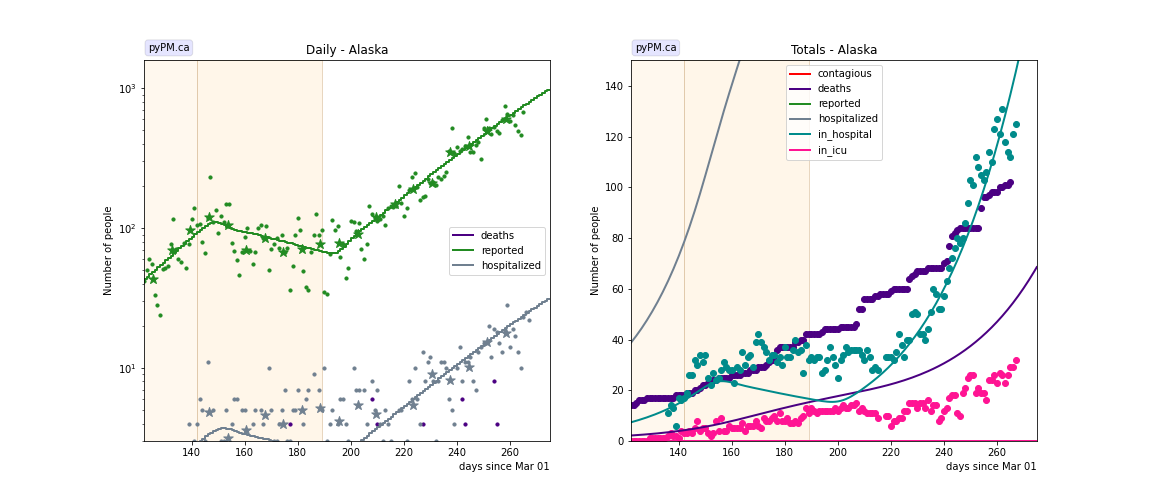 pyPM.ca
Daily - Alaska
Number of people
10³
10²
10¹
deaths
reported
hospitalized
140
160
180
200
220
240
260
days since Mar 01
pyPM.ca
Totals - Alaska
Number of people
140
120
100
80
60
40
20
0
contagious
deaths
reported
hospitalized
in_hospital
in_icu
140
160
180
200
220
240
260
days since Mar 01